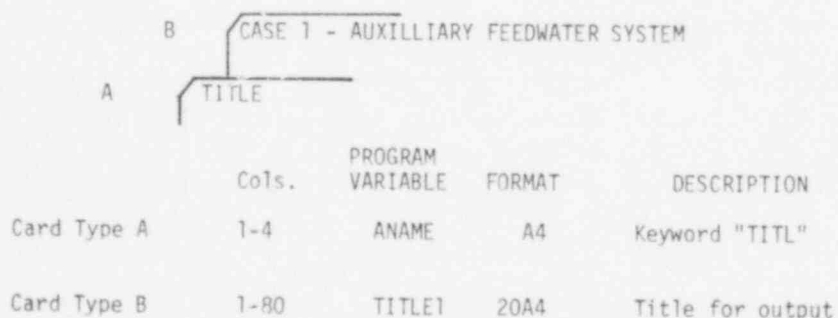 B CASE 1 - AUXILLIARY FEEDWATER SYSTEM
A TITLE
PROGRAM
Cols. VARIABLE FORMAT DESCRIPTION
Card Type A 1-4 ANAME A4 Keyword "TITL"
Card Type B 1-80 TITLE1 20A4 Title for output